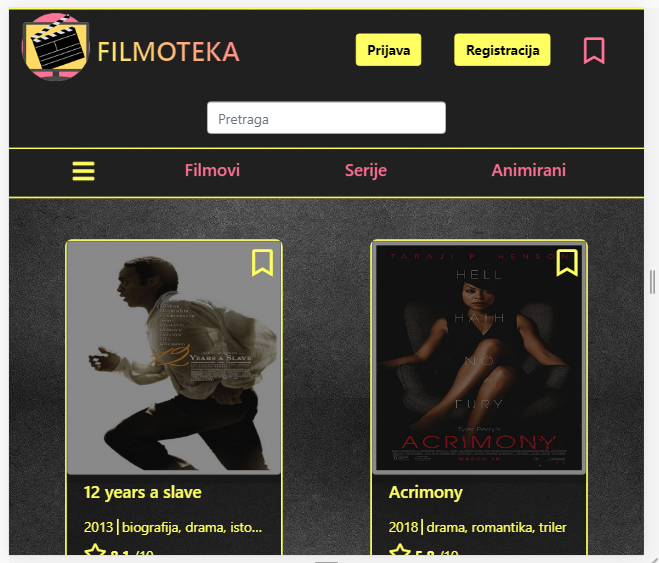 FILMOTEKA
Prijava
Registracija
Pretraga
Filmovi
Serije
Animirani
YEARS A SLAVE
12 years a slave
2013|biografija, drama, isto...
8.1 /10
TARAJI P. HENSON
HELL
HATH
NO
FURY
Tyler Perry's
ACRIMONY
MARCH 30
Acrimony
2018|drama, romantika, triler
5.8 /10